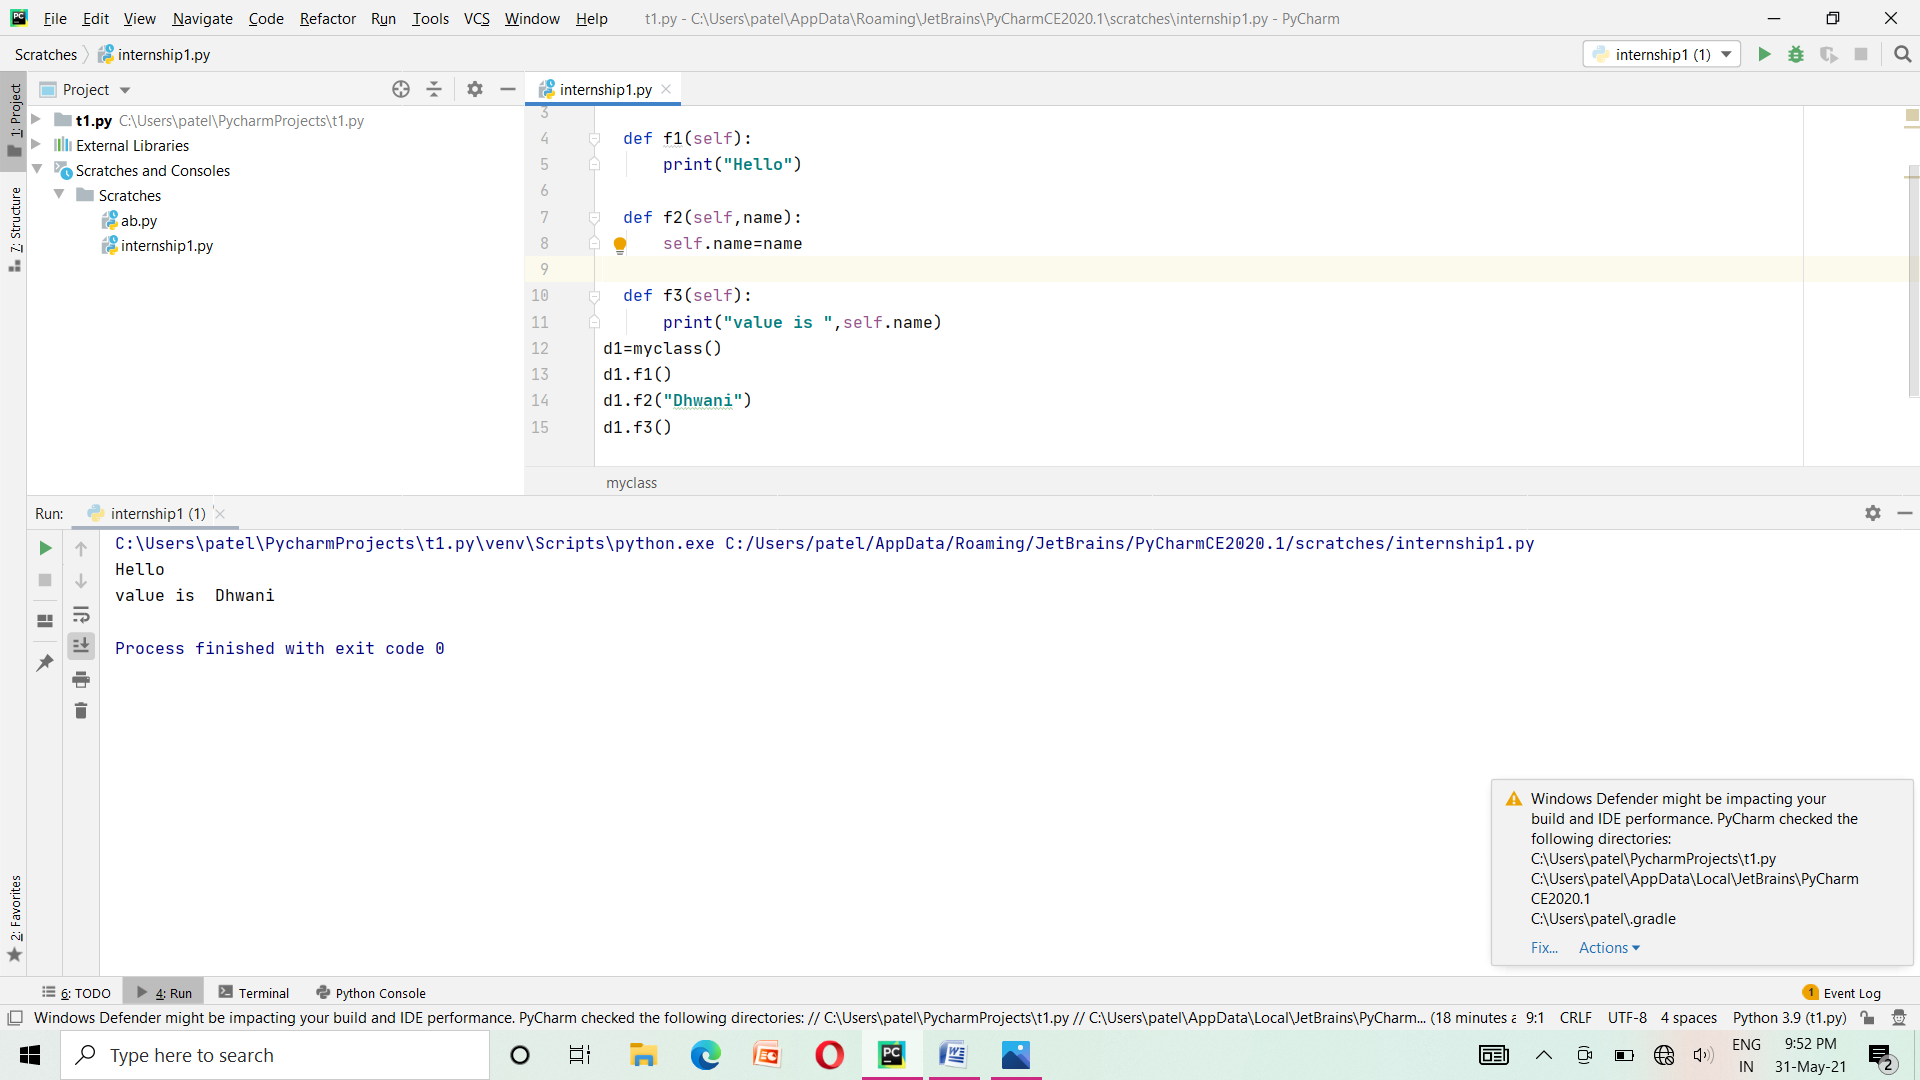 File Edit View Navigate Code Refactor Run Tools VCS Window Help t1.py - C:\Users\patel\AppData\Roaming\JetBrains\PyCharmCE2020.1\scratches\internship1.py - PyCharm
Scratches internship1.py internship1 (1)
1: Project
7: Structure
2: Favorites
Project
t1.py C:\Users\patel\PycharmProjects\t1.py
External Libraries
Scratches and Consoles
Scratches
ab.py
internship1.py
internship1.py
3
4 def f1(self):
5 print("Hello")
6
7 def f2(self,name):
8 self.name=name
9
10 def f3(self):
11 print("value is ",self.name)
12 d1=myclass()
13 d1.f1()
14 d1.f2("Dhwani")
15 d1.f3()
myclass
Run: internship1 (1)
C:\Users\patel\PycharmProjects\t1.py\venv\Scripts\python.exe C:/Users/patel/AppData/Roaming/JetBrains/PyCharmCE2020.1/scratches/internship1.py
Hello
value is  Dhwani
Process finished with exit code 0
Windows Defender might be impacting your
build and IDE performance. PyCharm checked the
following directories:
C:\Users\patel\PycharmProjects\t1.py
C:\Users\patel\AppData\Local\JetBrains\PyCharm
CE2020.1
C:\Users\patel\.gradle
Fix... Actions
6: TODO 4: Run Terminal Python Console 1 Event Log
Windows Defender might be impacting your build and IDE performance. PyCharm checked the following directories: // C:\Users\patel\PycharmProjects\t1.py // C:\Users\patel\AppData\Local\JetBrains\PyCharm... (18 minutes a 9:1 CRLF UTF-8 4 spaces Python 3.9 (t1.py)
Type here to search
ENG
IN
9:52 PM
31-May-21
2